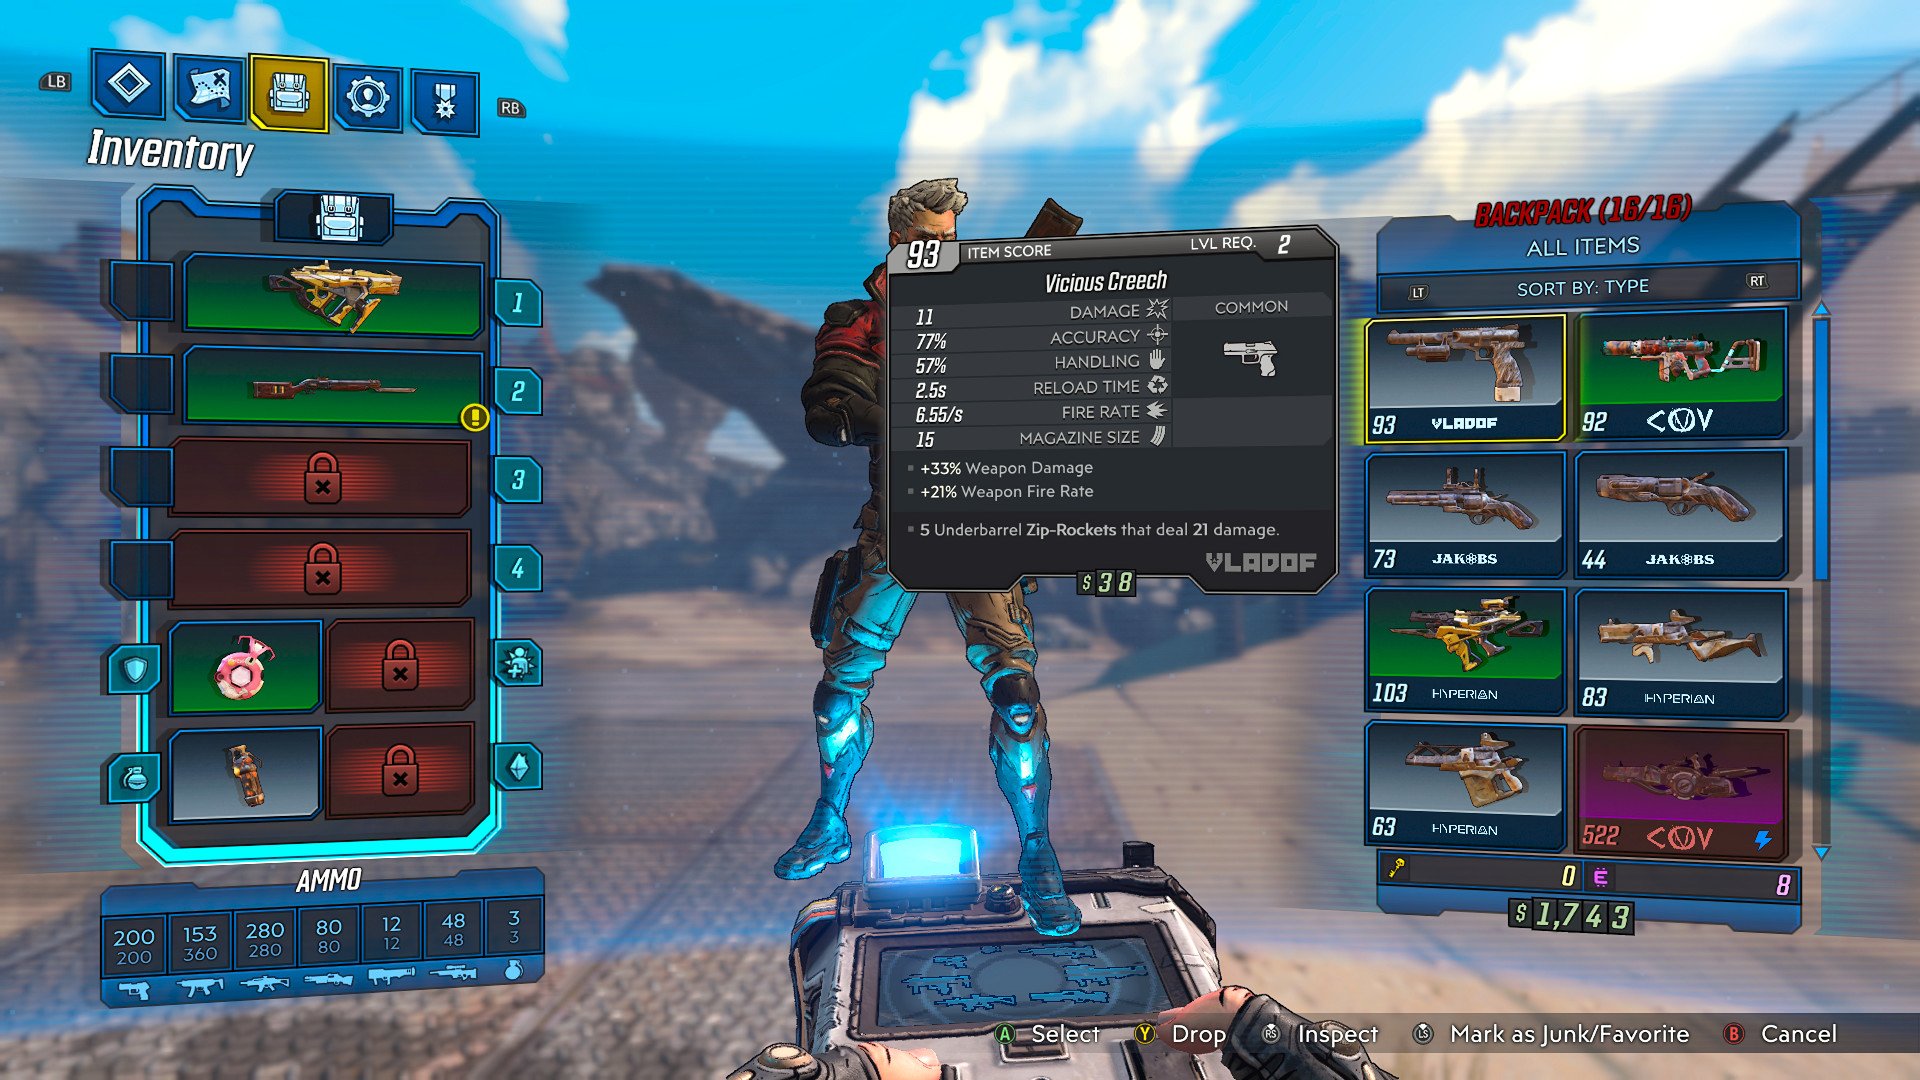 LB
RB
Inventory
1
2
3
4
AMMO
200
200
153
360
280
280
80
80
12
12
48
48
3
3
93 ITEM SCORE LVL REQ. 2
Vicious Creech
COMMON
11 DAMAGE
77% ACCURACY
57% HANDLING
2.5s RELOAD TIME
6.55/s FIRE RATE
15 MAGAZINE SIZE
+33% Weapon Damage
+21% Weapon Fire Rate
5 Underbarrel Zip-Rockets that deal 21 damage.
VLADOF
$38
BACKPACK (16/16)
ALL ITEMS
LT SORT BY: TYPE RT
93 VLADOF
92 COV
73 JAKOBS
44 JAKOBS
103 HYPERION
83 HYPERION
63 HYPERION
522 COV
0 8
$1,743
A Select Y Drop RS Inspect LS Mark as Junk/Favorite B Cancel